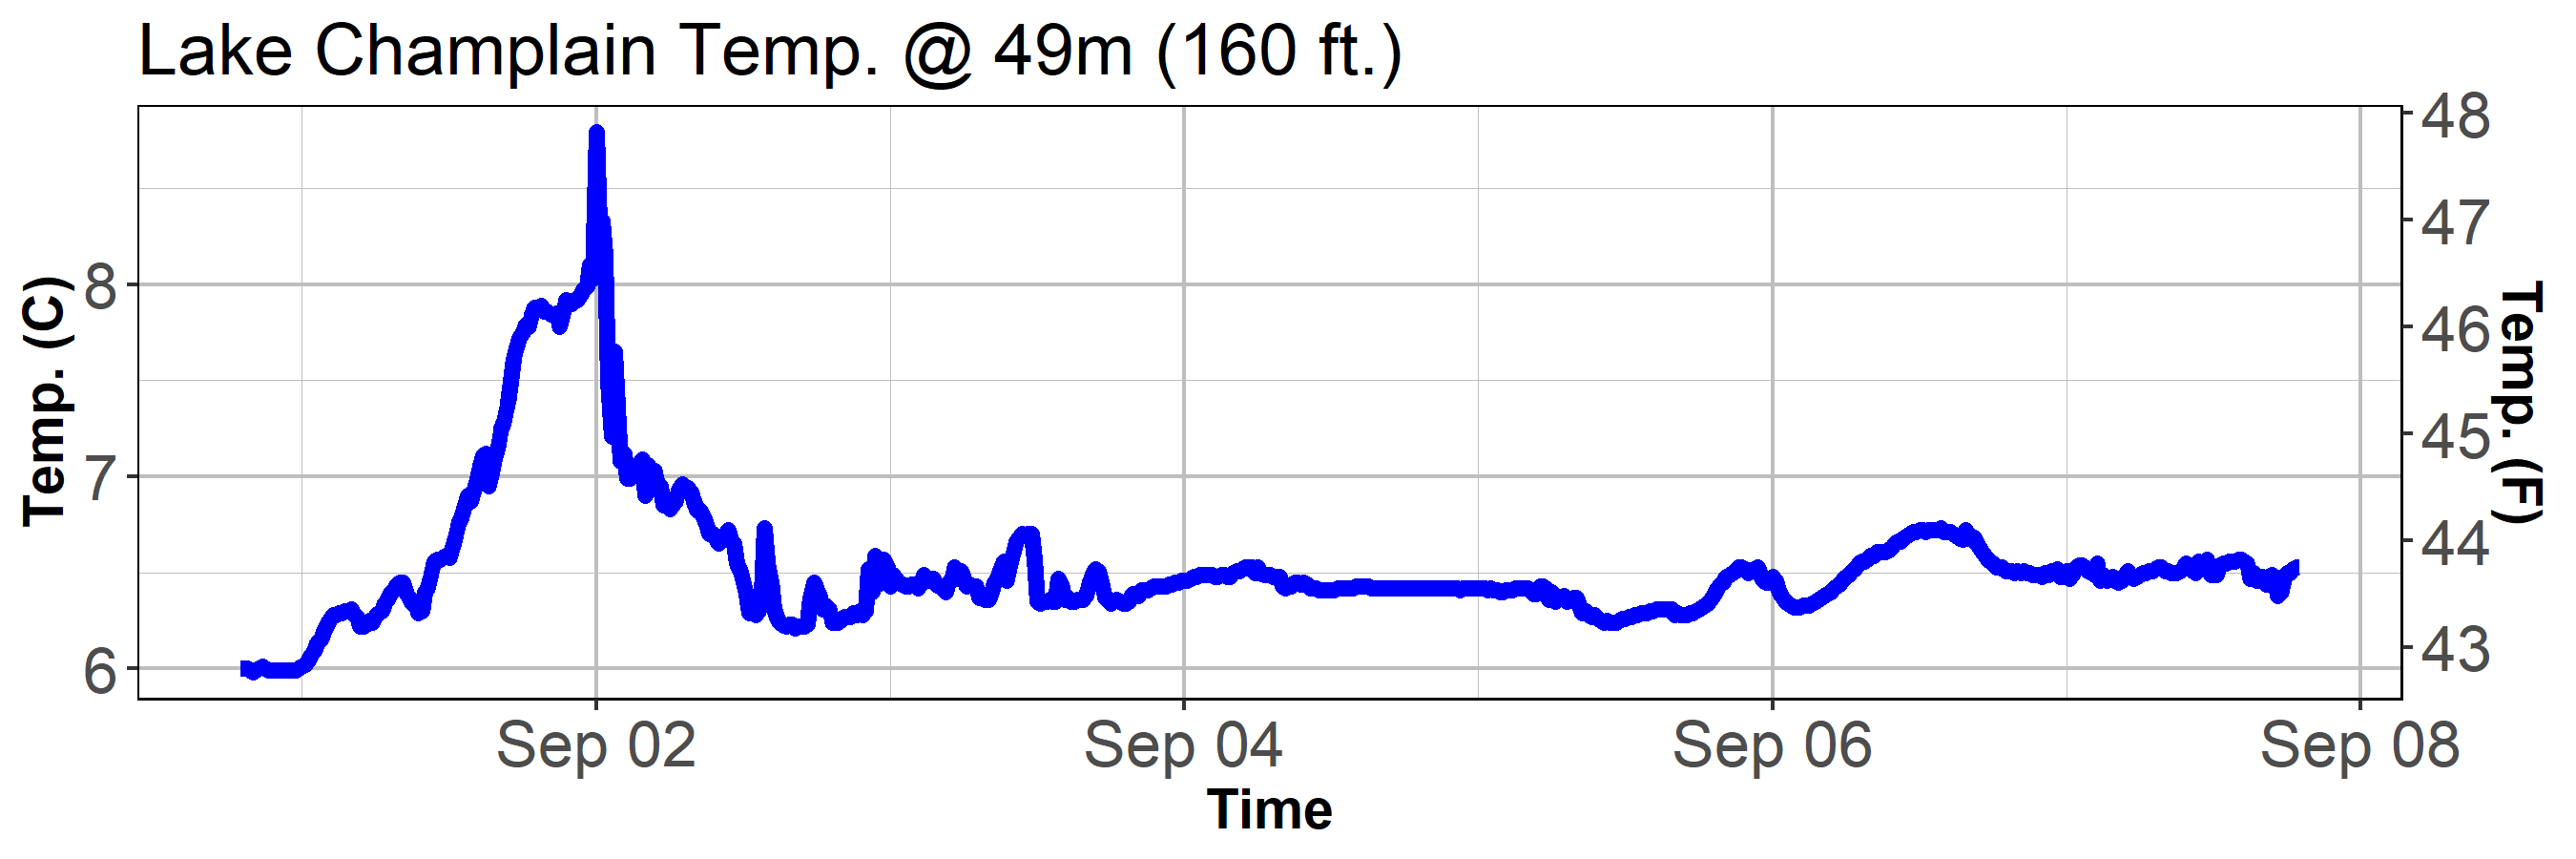 Lake Champlain Temp. @ 49m (160 ft.)
Temp. (C)
8
7
6
48
47
46
45
44
43
Temp. (F)
Sep 02 Sep 04 Sep 06 Sep 08
Time